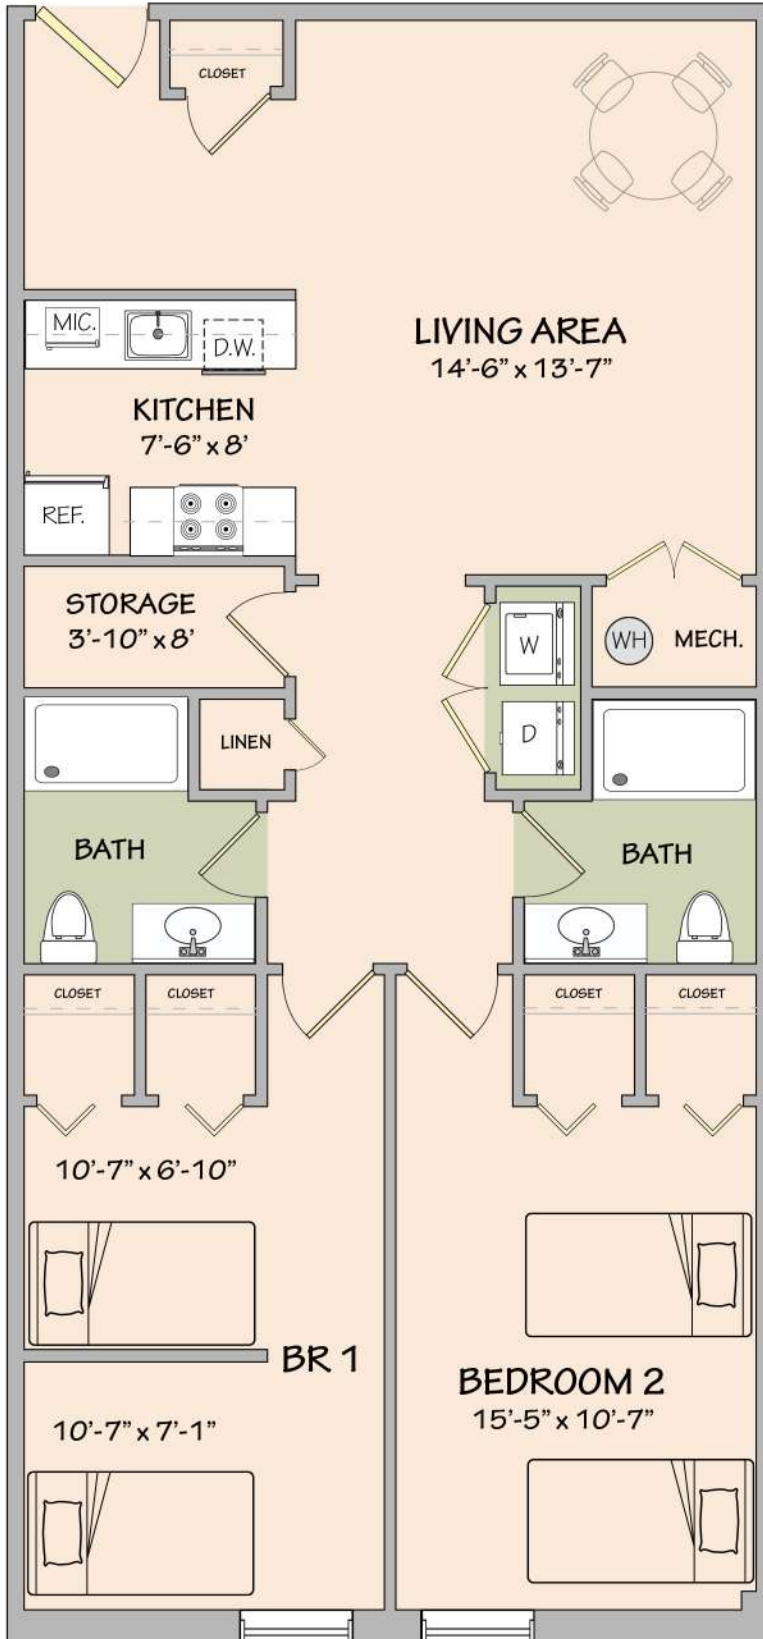 CLOSET
MIC.
D.W.
LIVING AREA
14'-6" x 13'-7"
KITCHEN
7'-6" x 8'
REF.
STORAGE
3'-10" x 8'
W
WH
MECH.
LINEN
D
BATH
BATH
CLOSET
CLOSET
CLOSET
CLOSET
10'-7" x 6'-10"
BR 1
BEDROOM 2
15'-5" x 10'-7"
10'-7" x 7'-1"